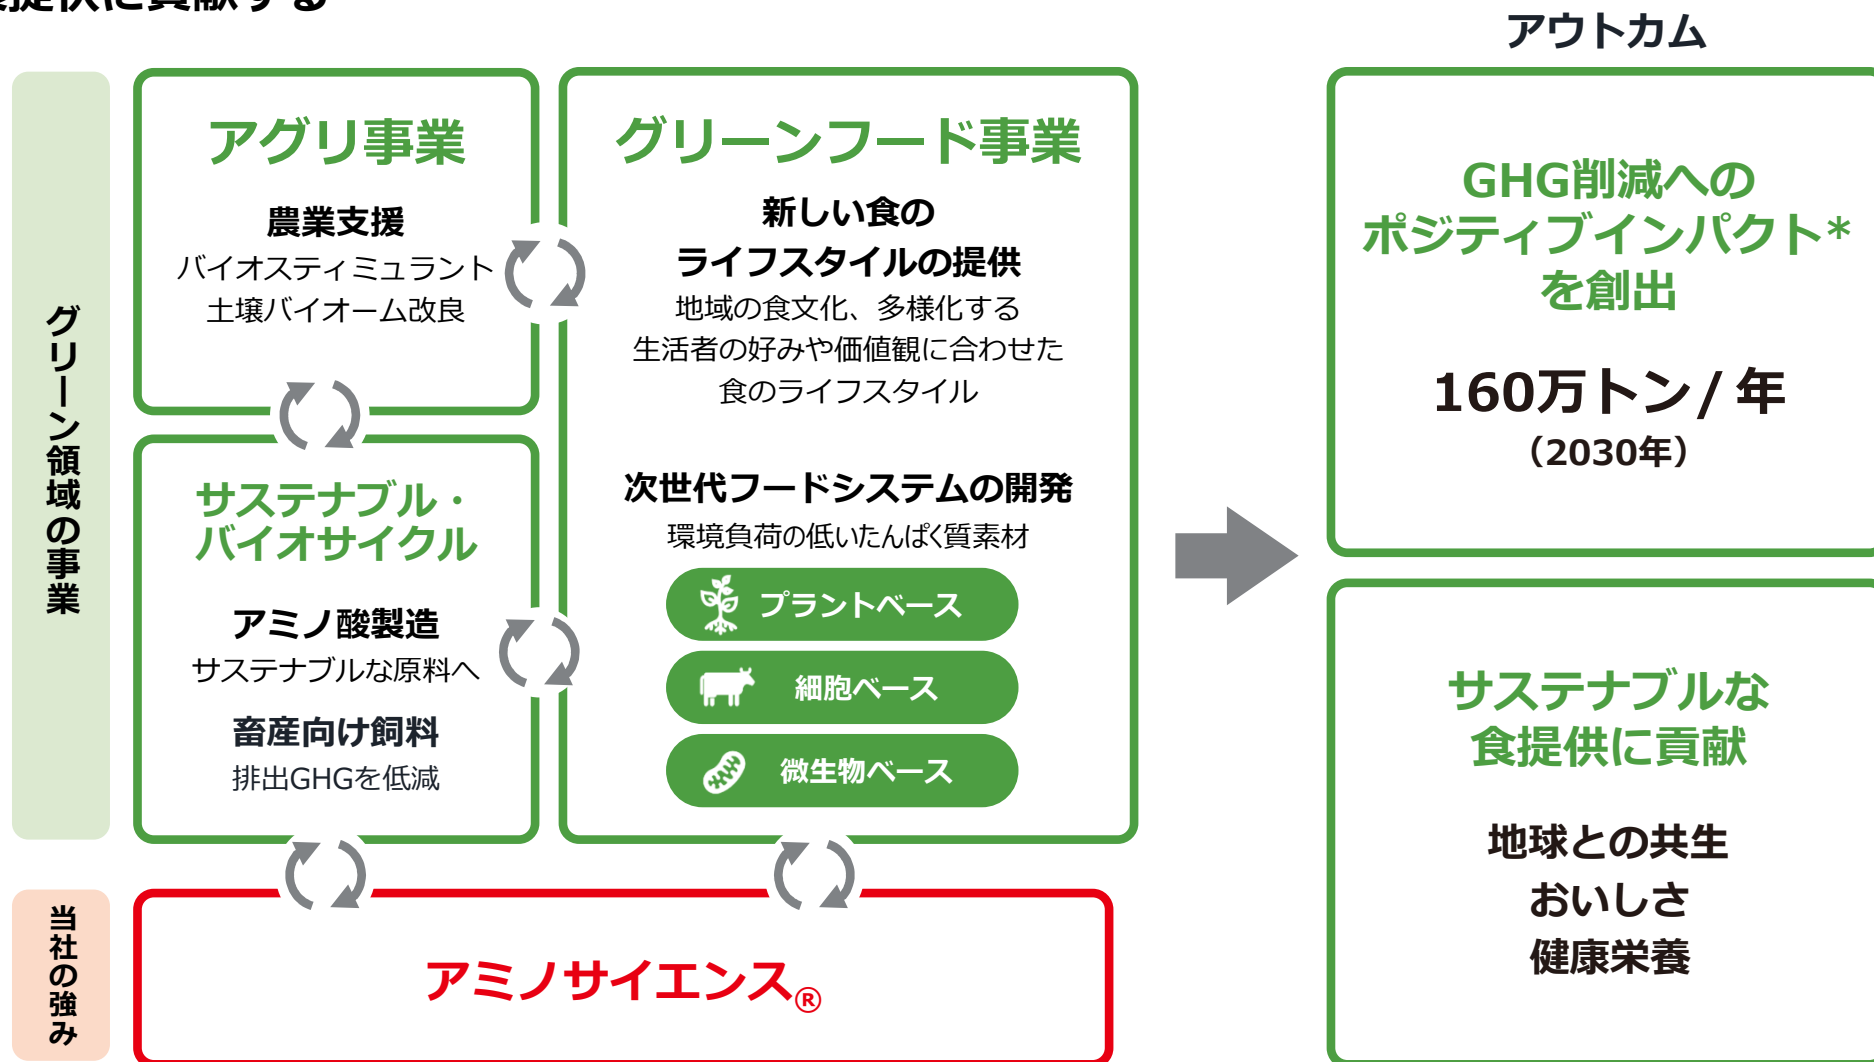 提供に貢献する
アウトカム
グリーン領域の事業
アグリ事業
農業支援
バイオスティミュラント
土壌バイオーム改良
グリーンフード事業
新しい食の
ライフスタイルの提供
地域の食文化、多様化する
生活者の好みや価値観に合わせた
食のライフスタイル
次世代フードシステムの開発
環境負荷の低いたんぱく質素材
プラントベース
細胞ベース
微生物ベース
サステナブル・
バイオサイクル
アミノ酸製造
サステナブルな原料へ
畜産向け飼料
排出GHGを低減
当社の強み
アミノサイエンス®
GHG削減への
ポジティブインパクト*
を創出
160万トン/ 年
（2030年）
サステナブルな
食提供に貢献
地球との共生
おいしさ
健康栄養